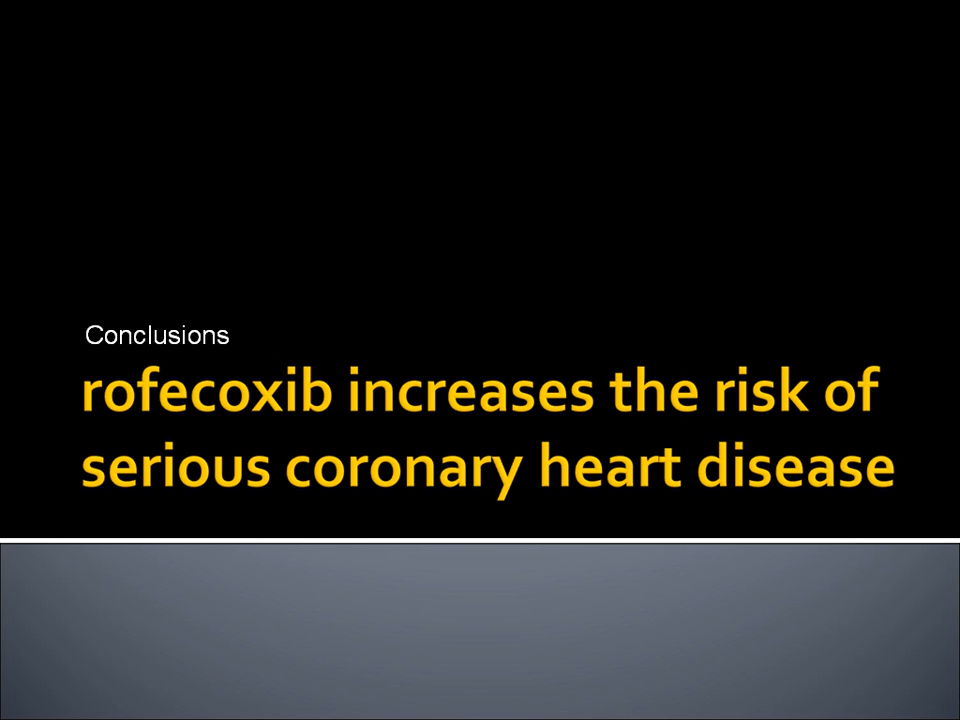 Conclusions
rofecoxib increases the risk of
serious coronary heart disease